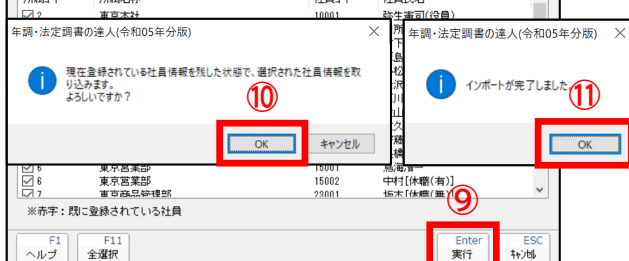 2 東京本社 10001 弥生憲司(役員)
年調・法定調書の達人(令和05年分版)
現在登録されている社員情報を残した状態で、選択された社員情報を取
り込みます。
よろしいですか？
⑩
OK キャンセル
年調・法定調書の達人(令和05年分版)
インポートが完了しました。
⑪
OK
6 東京営業部 15001
6 東京営業部 15002 中村[休職(有)]
7 東京商品管理部 23001 坂本[休職(無)]
※赤字：既に登録されている社員
⑨
F1 F11 Enter ESC
ヘルプ 全選択 実行 ｷｬﾝｾﾙ